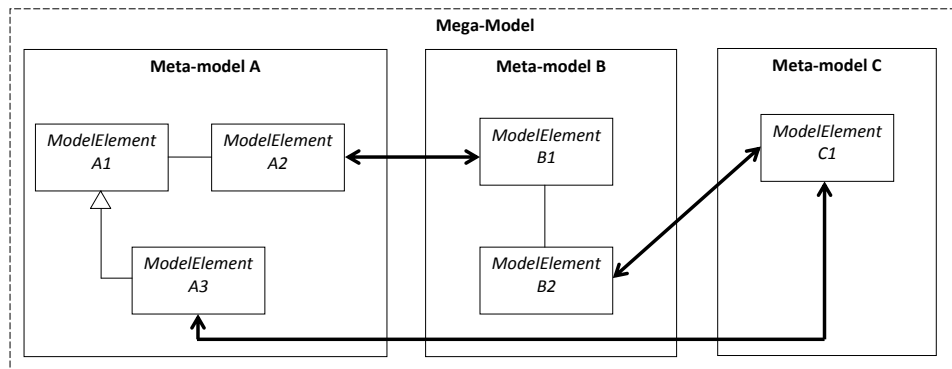 Mega-Model
Meta-model A
Meta-model B
Meta-model C
ModelElement
A1
ModelElement
A2
ModelElement
B1
ModelElement
C1
ModelElement
A3
ModelElement
B2